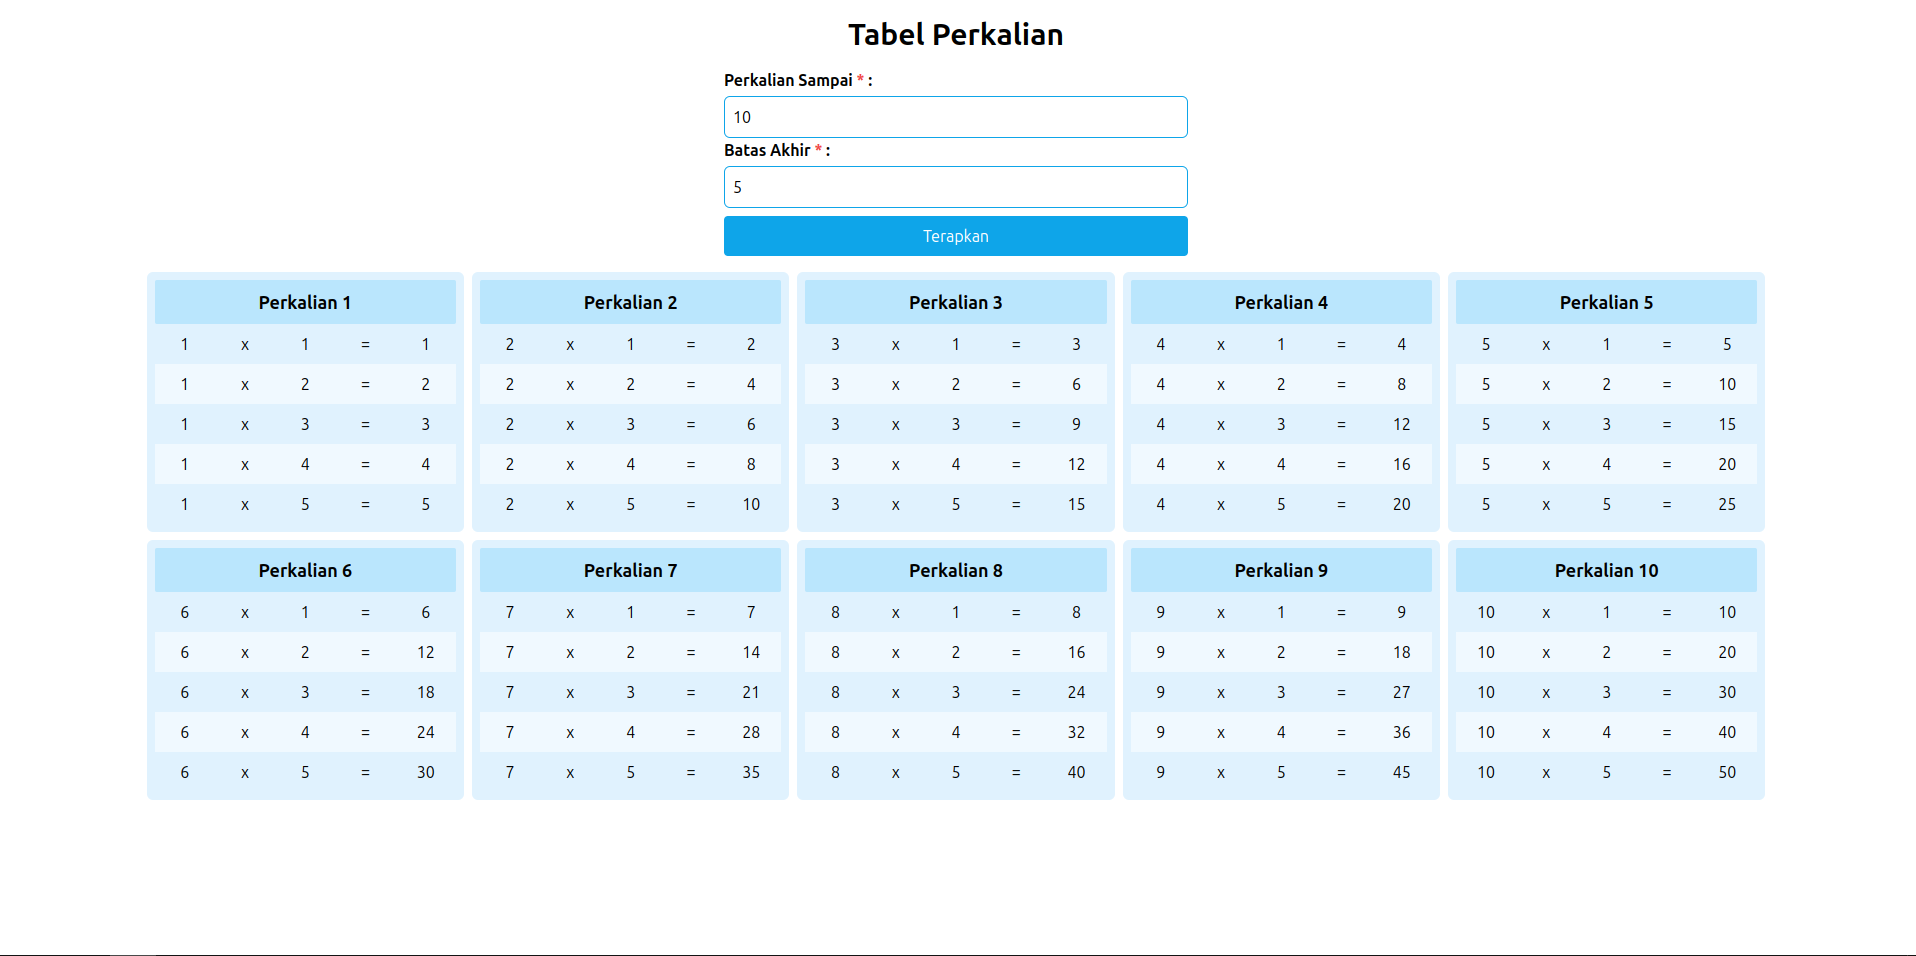 Tabel Perkalian
Perkalian Sampai * :
10
Batas Akhir * :
5
Terapkan
Perkalian 1
1 x 1 = 1
1 x 2 = 2
1 x 3 = 3
1 x 4 = 4
1 x 5 = 5
Perkalian 2
2 x 1 = 2
2 x 2 = 4
2 x 3 = 6
2 x 4 = 8
2 x 5 = 10
Perkalian 3
3 x 1 = 3
3 x 2 = 6
3 x 3 = 9
3 x 4 = 12
3 x 5 = 15
Perkalian 4
4 x 1 = 4
4 x 2 = 8
4 x 3 = 12
4 x 4 = 16
4 x 5 = 20
Perkalian 5
5 x 1 = 5
5 x 2 = 10
5 x 3 = 15
5 x 4 = 20
5 x 5 = 25
Perkalian 6
6 x 1 = 6
6 x 2 = 12
6 x 3 = 18
6 x 4 = 24
6 x 5 = 30
Perkalian 7
7 x 1 = 7
7 x 2 = 14
7 x 3 = 21
7 x 4 = 28
7 x 5 = 35
Perkalian 8
8 x 1 = 8
8 x 2 = 16
8 x 3 = 24
8 x 4 = 32
8 x 5 = 40
Perkalian 9
9 x 1 = 9
9 x 2 = 18
9 x 3 = 27
9 x 4 = 36
9 x 5 = 45
Perkalian 10
10 x 1 = 10
10 x 2 = 20
10 x 3 = 30
10 x 4 = 40
10 x 5 = 50